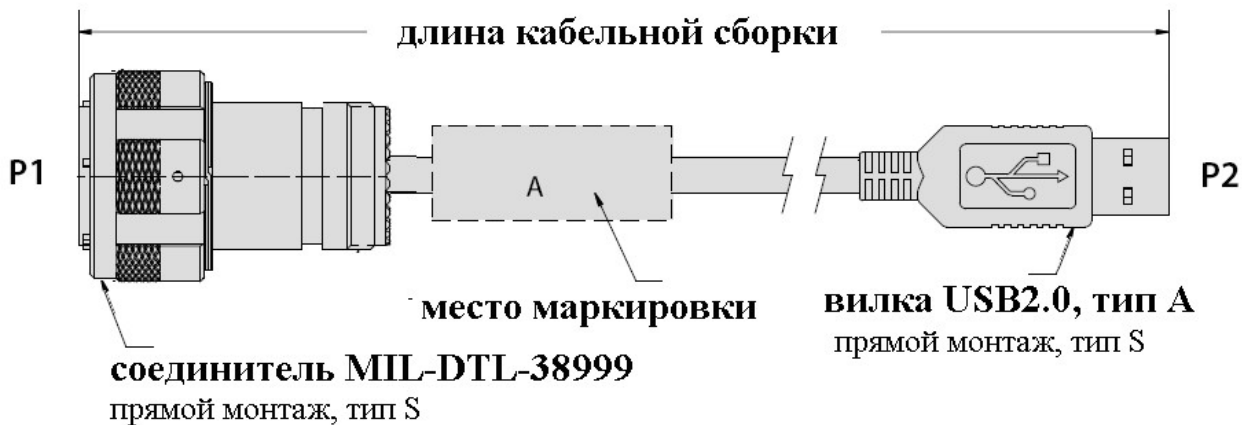 длина кабельной сборки
P1
A
P2
место маркировки
вилка USB2.0, тип A
прямой монтаж, тип S
соединитель MIL-DTL-38999
прямой монтаж, тип S